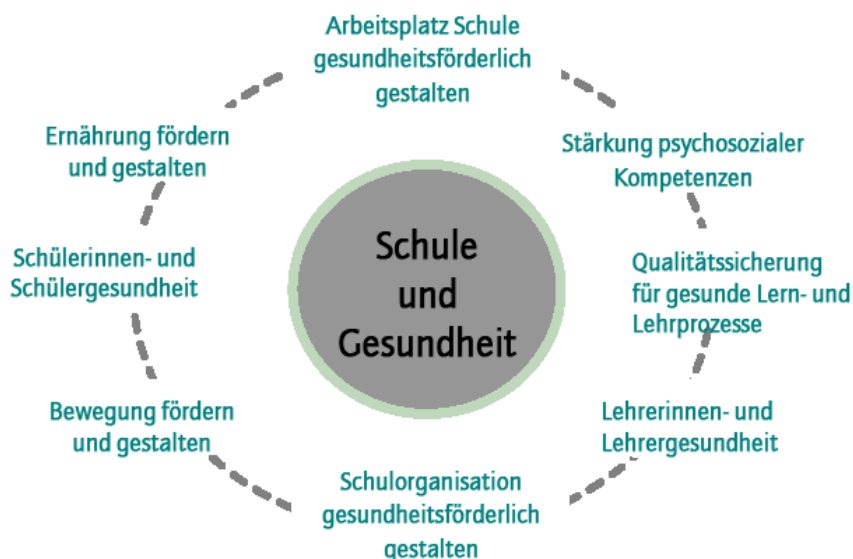 Arbeitsplatz Schule
gesundheitsförderlich
gestalten
Stärkung psychosozialer
Kompetenzen
Qualitätssicherung
für gesunde Lern- und
Lehrprozesse
Lehrerinnen- und
Lehrergesundheit
Schulorganisation
gesundheitsförderlich
gestalten
Bewegung fördern
und gestalten
Schülerinnen- und
Schülergesundheit
Ernährung fördern
und gestalten
Schule
und
Gesundheit